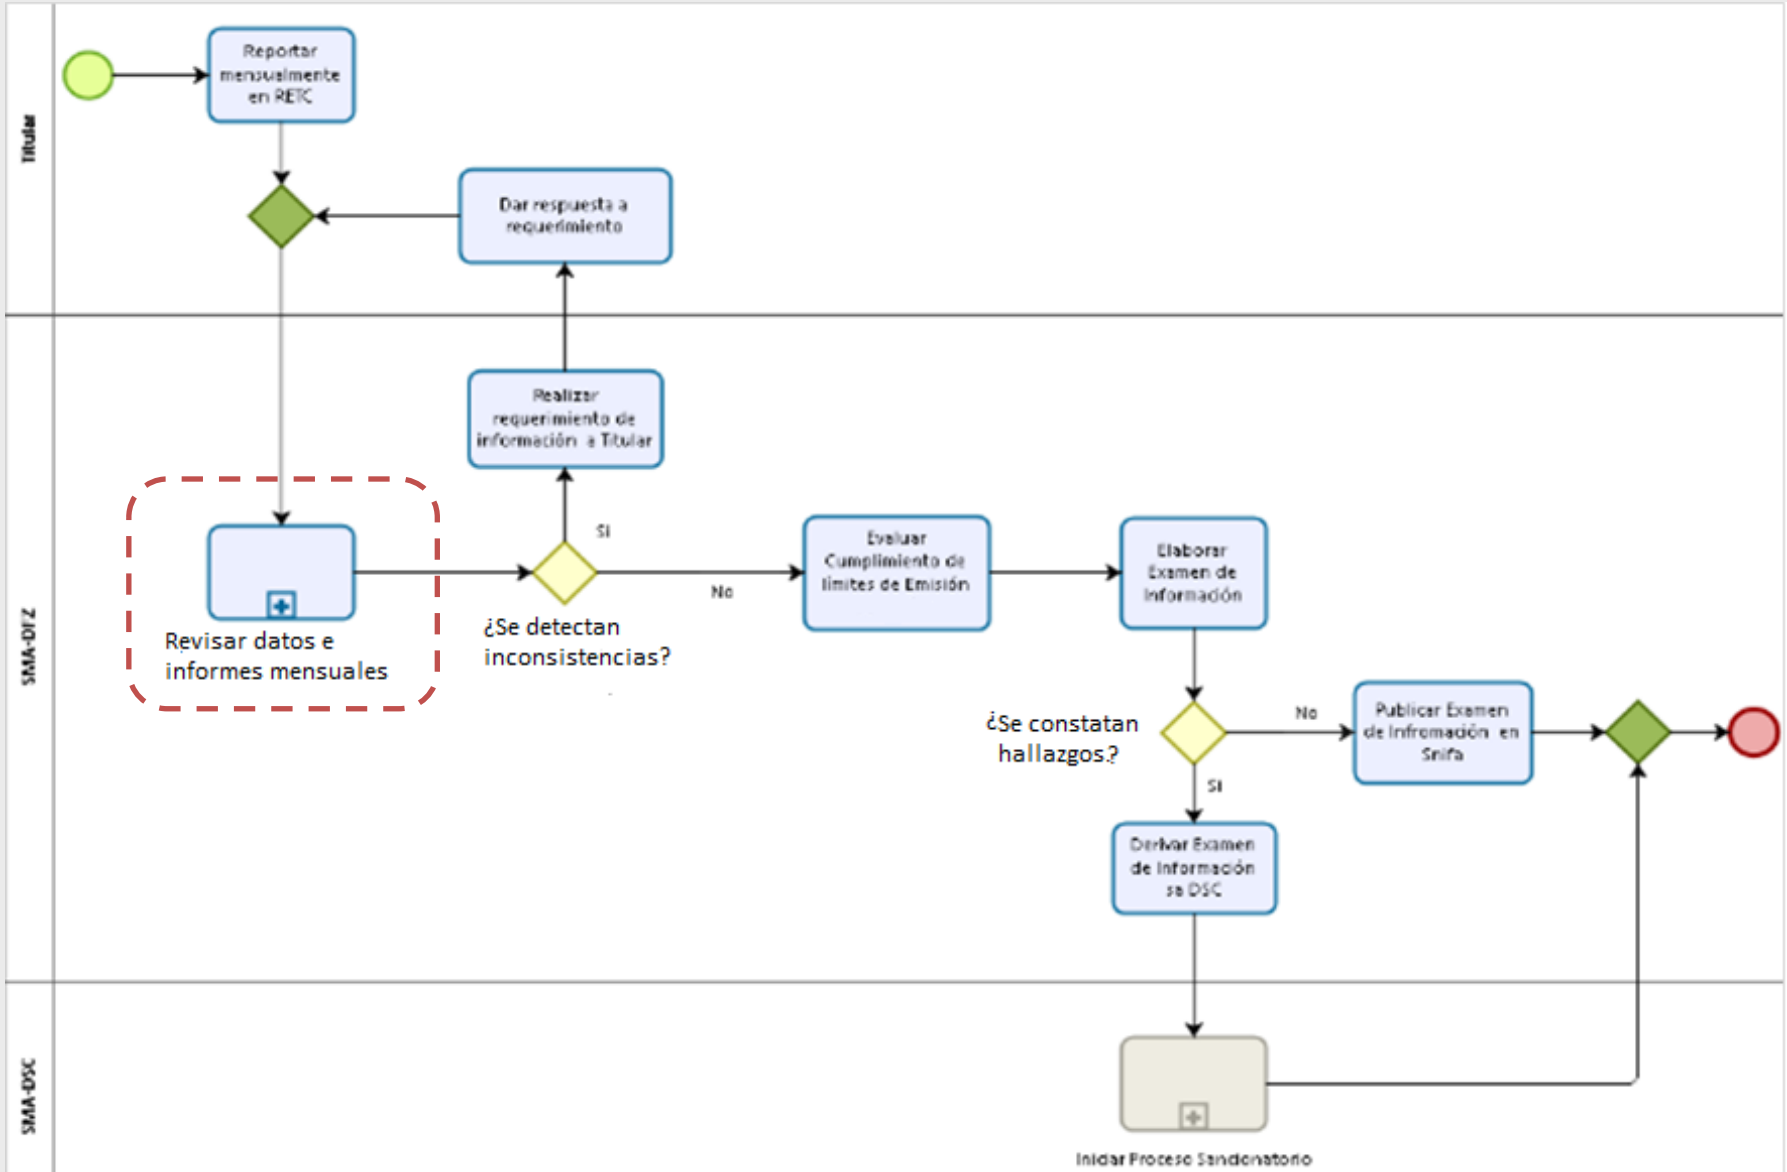 Titular
Reportar
mensualmente
en RETC
Dar respuesta a
requerimiento
SMA-DFZ
Realizar
requerimiento de
información a Titular
Revisar datos e
informes mensuales
Si
No
¿Se detectan
inconsistencias?
Evaluar
Cumplimiento de
límites de Emisión
Elaborar
Examen de
Información
¿Se constatan
hallazgos.?
No
Si
Publicar Examen
de Infromación en
Snifa
Derivar Examen
de Información
sa DSC
SMA-DSC
Iniciar Proceso Sancionatorio